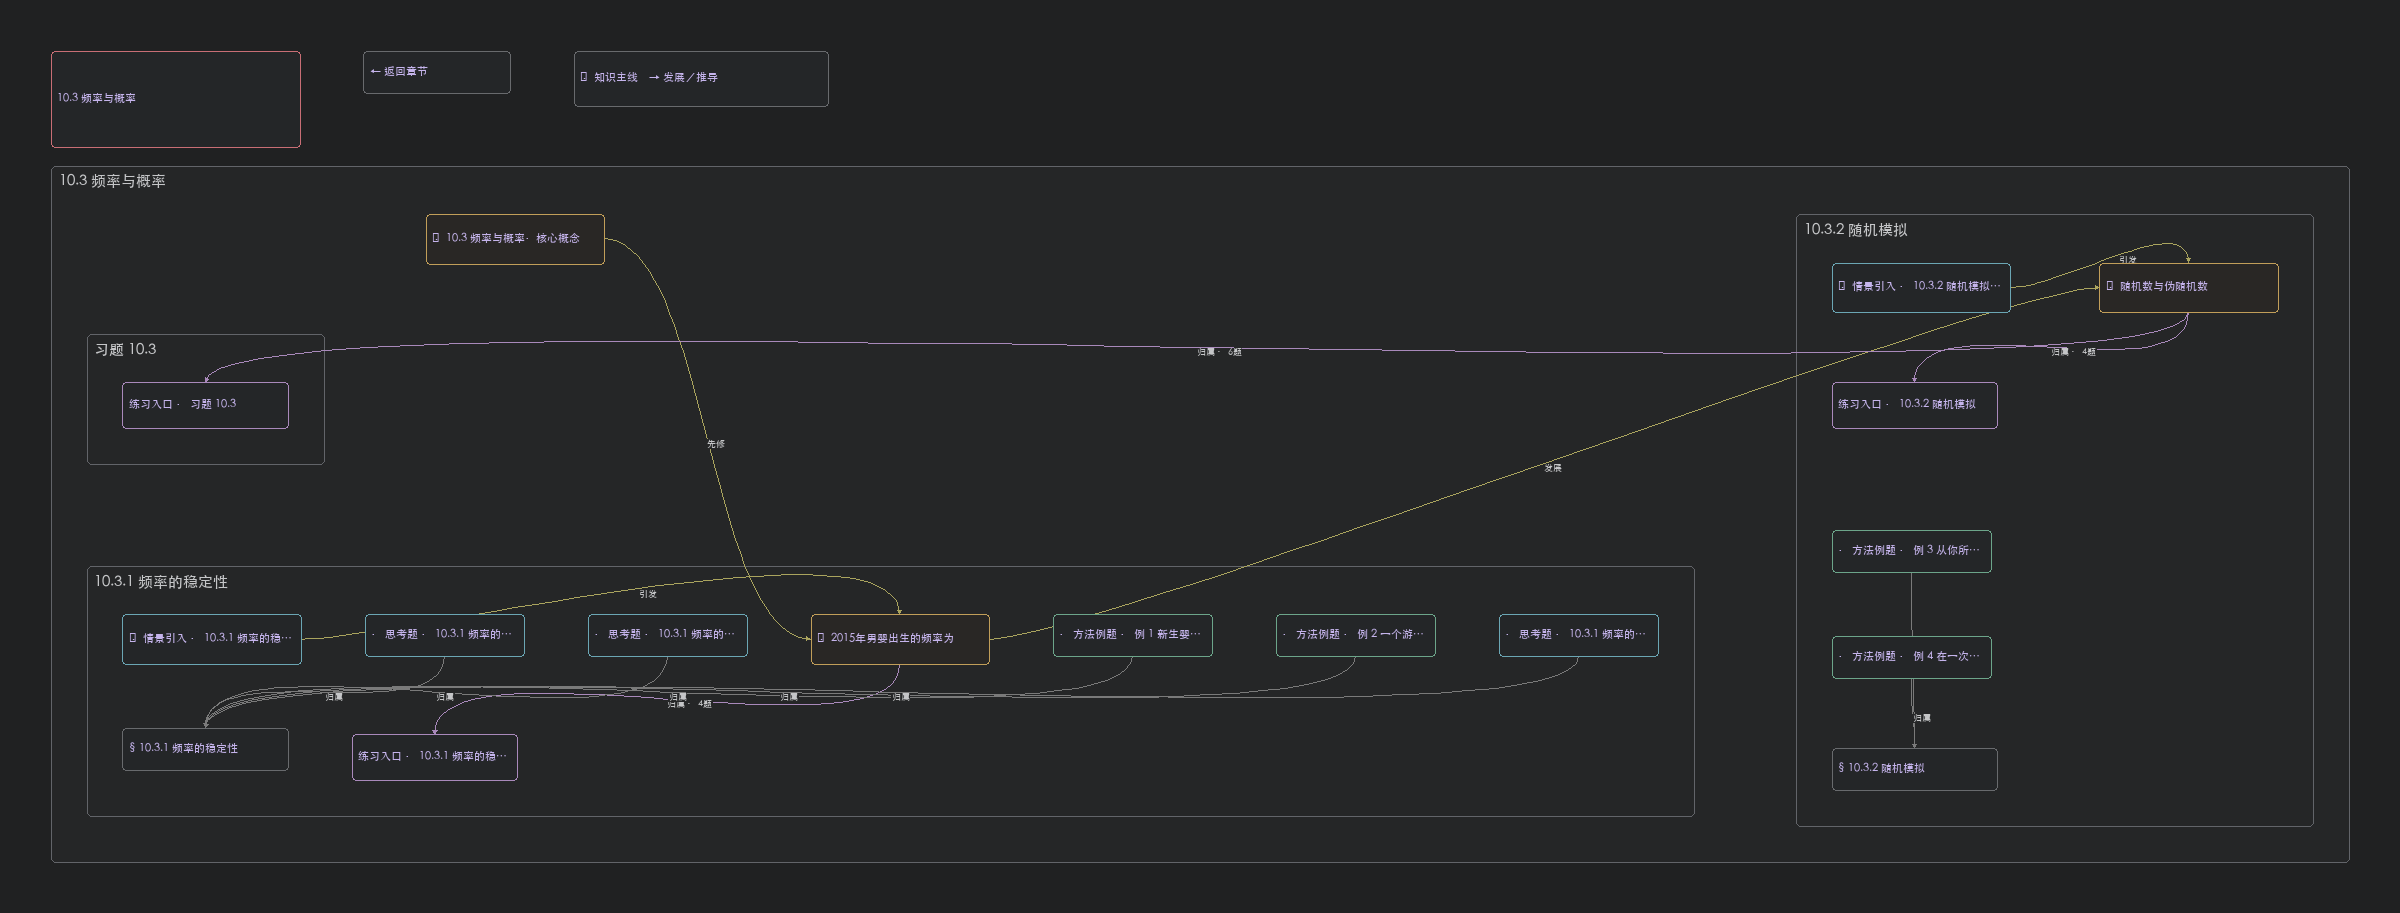 10.3 频率与概率
← 返回章节
知识主线 → 发展／推导
10.3 频率与概率
10.3 频率与概率· 核心概念
10.3.2 随机模拟
情景引入 · 10.3.2 随机模拟…
引发
随机数与伪随机数
习题 10.3
归属 · 6题
归属 · 4题
练习入口 · 习题 10.3
练习入口 · 10.3.2 随机模拟
先修
发展
· 方法例题 · 例 3 从你所…
10.3.1 频率的稳定性
引发
情景引入 · 10.3.1 频率的稳…
· 思考题 · 10.3.1 频率的…
· 思考题 · 10.3.1 频率的…
2015年男婴出生的频率为
· 方法例题 · 例 1 新生婴…
· 方法例题 · 例 2 一个游…
· 思考题 · 10.3.1 频率的…
· 方法例题 · 例 4 在一次…
归属
归属
归属
归属
归属
归属 · 4题
归属
§ 10.3.1 频率的稳定性
练习入口 · 10.3.1 频率的稳…
§ 10.3.2 随机模拟